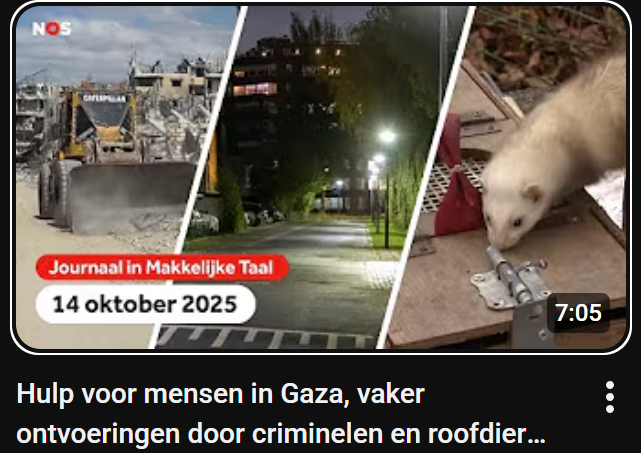 NOS
CATERPILLAR
Journaal in Makkelijke Taal
14 oktober 2025
7:05
Hulp voor mensen in Gaza, vaker
ontvoeringen door criminelen en roofdier...